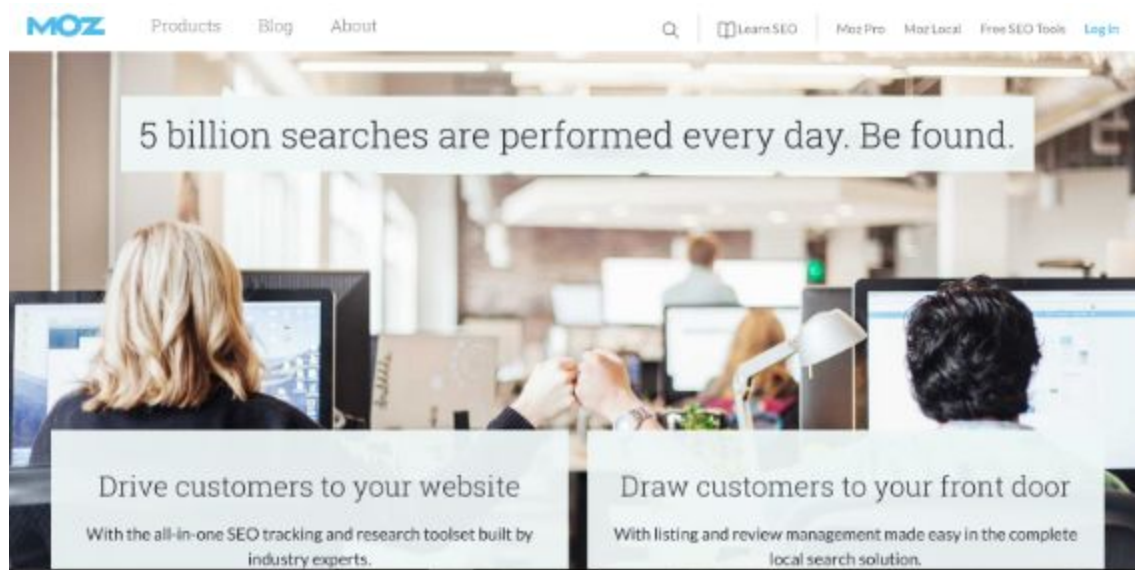 MOZ Products Blog About Learn SEO Moz Pro Moz Local Free SEO Tools Log in
5 billion searches are performed every day. Be found.
dribbble
Drive customers to your website
With the all-in-one SEO tracking and research toolset built by
industry experts.
Draw customers to your front door
With listing and review management made easy in the complete
local search solution.